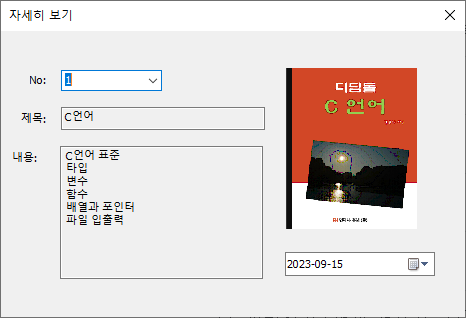 자세히 보기
No:
1
제목:
C언어
내용:
C언어 표준
타입
변수
함수
배열과 포인터
파일 입출력
디딤돌
C 언어
2023-09-15